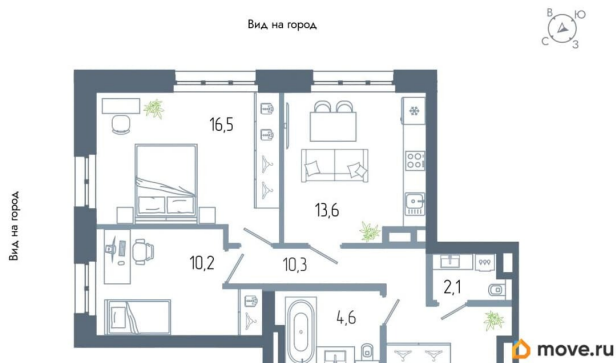 Вид на город
В
Ю
С
З
16,5
13,6
Вид на город
10,2
10,3
2,1
4,6
move.ru